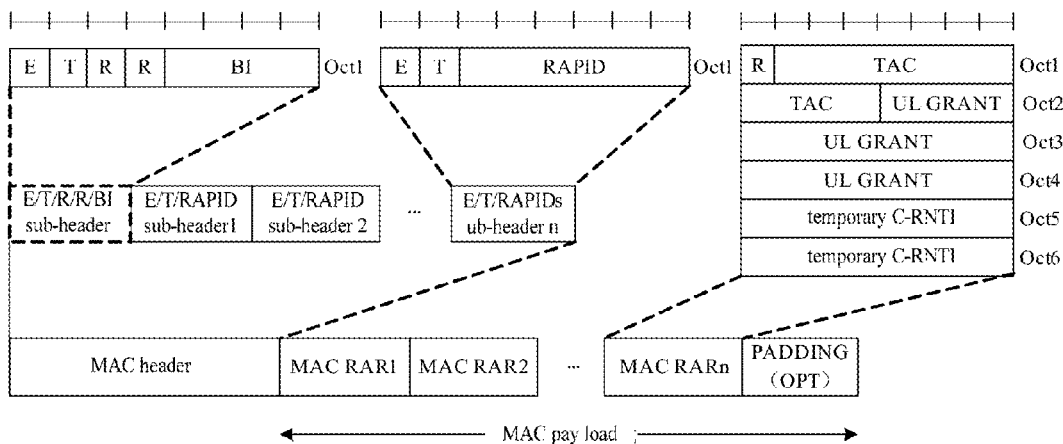 E T R R BI Oct1
E T RAPID Oct1
R TAC Oct1
TAC UL GRANT Oct2
UL GRANT Oct3
UL GRANT Oct4
temporary C-RNTI Oct5
temporary C-RNTI Oct6
E/T/R/R/BI
sub-header
E/T/RAPID
sub-header1
E/T/RAPID
sub-header 2
...
E/T/RAPIDs
ub-header n
MAC header
MAC RAR1
MAC RAR2
...
MAC RARn
PADDING
(OPT)
MAC pay load